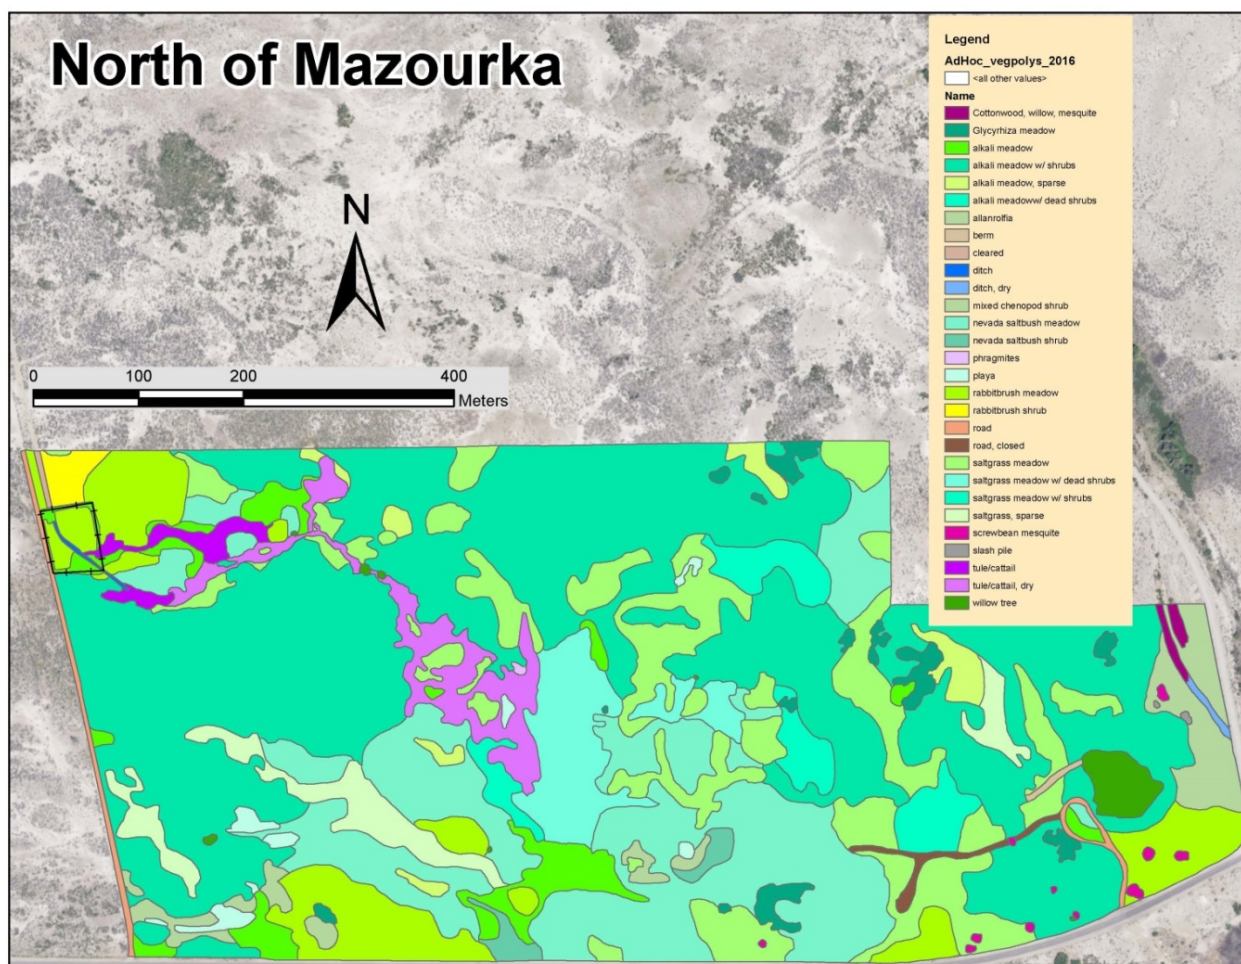 North of Mazourka
N
0 100 200 400
Meters
Legend
AdHoc_vegpolys_2016
<all other values>
Name
Cottonwood, willow, mesquite
Glycyrhiza meadow
alkali meadow
alkali meadow w/ shrubs
alkali meadow, sparse
alkali meadoww/ dead shrubs
allanrolfia
berm
cleared
ditch
ditch, dry
mixed chenopod shrub
nevada saltbush meadow
nevada saltbush shrub
phragmites
playa
rabbitbrush meadow
rabbitbrush shrub
road
road, closed
saltgrass meadow
saltgrass meadow w/ dead shrubs
saltgrass meadow w/ shrubs
saltgrass, sparse
screwbean mesquite
slash pile
tule/cattail
tule/cattail, dry
willow tree